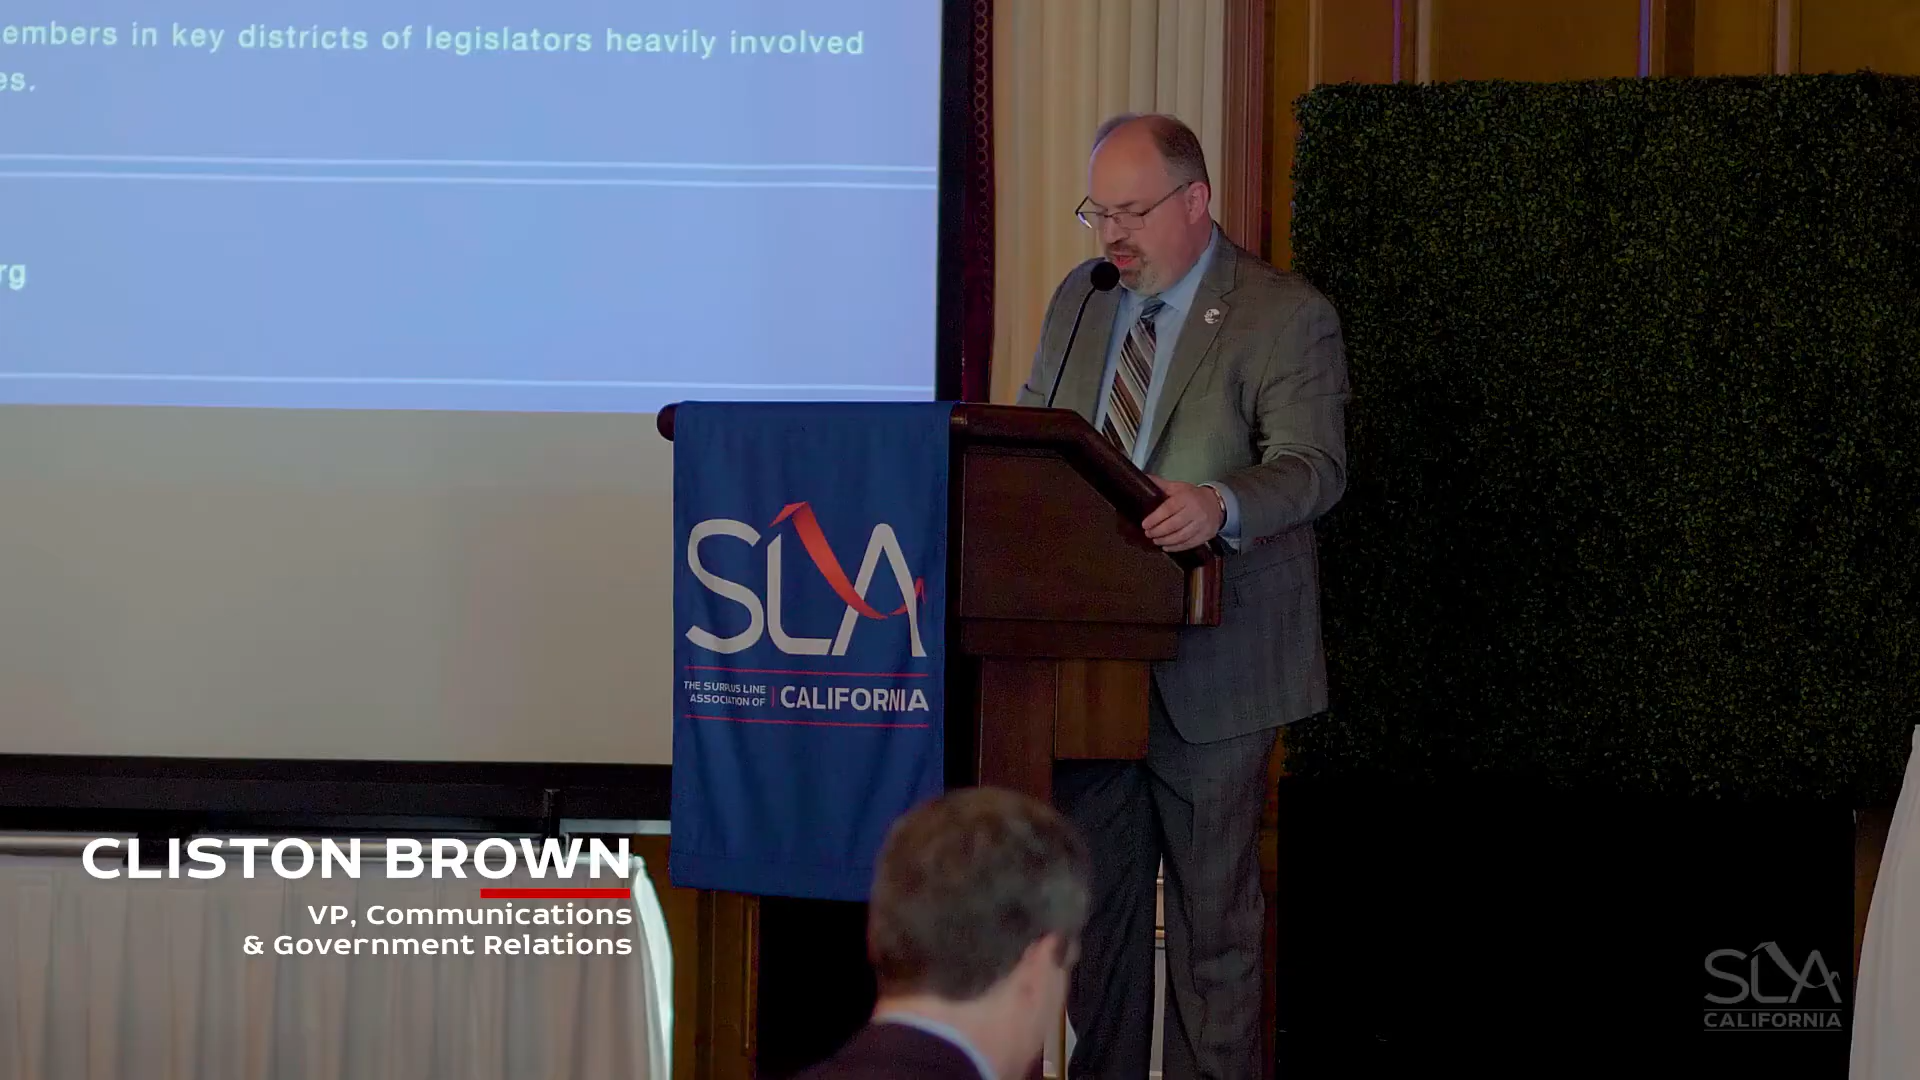 embers in key districts of legislators heavily involved
es.
rg
SLA
THE SURPLUS LINE
ASSOCIATION OF
CALIFORNIA
CLISTON BROWN
VP, Communications
& Government Relations
SLA
CALIFORNIA